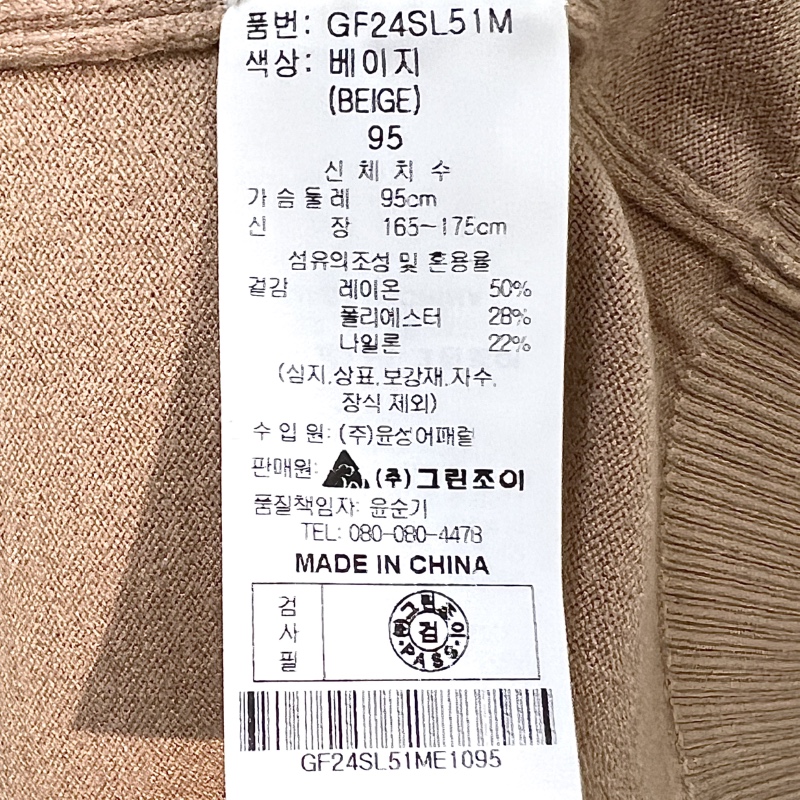 품번: GF24SL51M
색상: 베이지
(BEIGE)
95
신 체 치 수
가슴둘레 95cm
신 장 165~175cm
섬유의조성 및 혼용율
겉감 레이온 50%
폴리에스터 28%
나일론 22%
(심지,상표,보강재,자수,
장식 제외)
수 입 원: (주)윤성어패럴
판매원: (주)그린조이
품질책임자: 윤순기
TEL: 080-080-4478
MADE IN CHINA
검
사
필
그린조이
검
PASS
GF24SL51ME1095